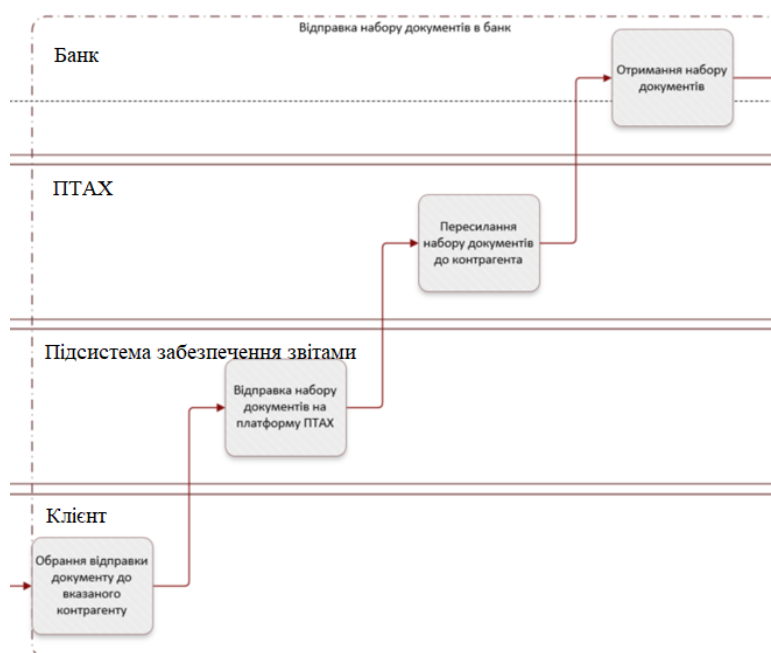 Відправка набору документів в банк
Банк
Отримання набору
документів
ПТАХ
Пересилання
набору документів
до контрагента
Підсистема забезпечення звітами
Відправка набору
документів на
платформу ПТАХ
Клієнт
Обрання відправки
документу до
вказаного
контрагенту